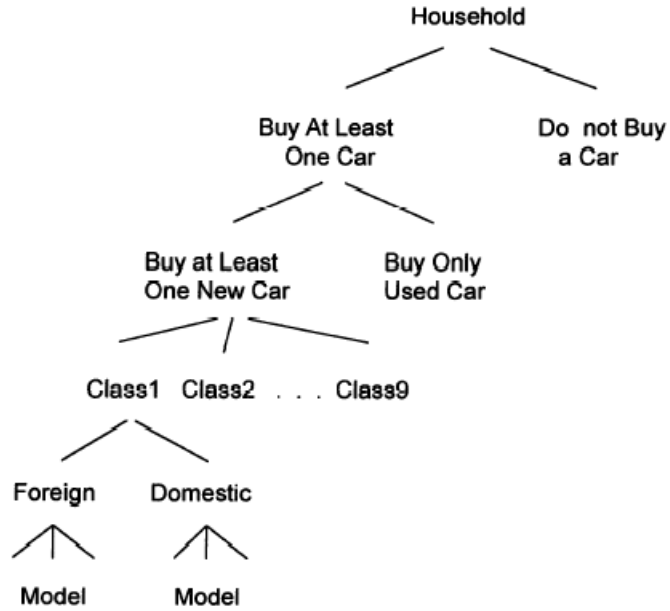 Household
Buy At Least
One Car
Do not Buy
a Car
Buy at Least
One New Car
Buy Only
Used Car
Class1 Class2 . . . Class9
Foreign Domestic
Model Model